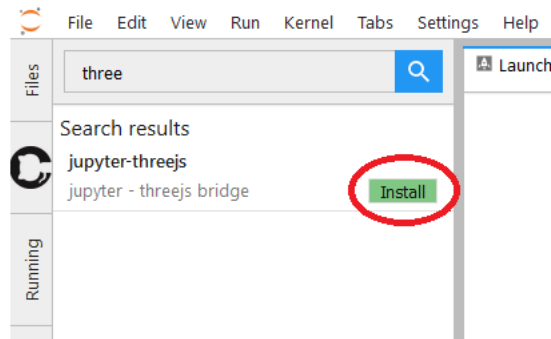 File Edit View Run Kernel Tabs Settings Help
Files
Running
three
Search results
jupyter-threejs
jupyter - threejs bridge
Install
Launch